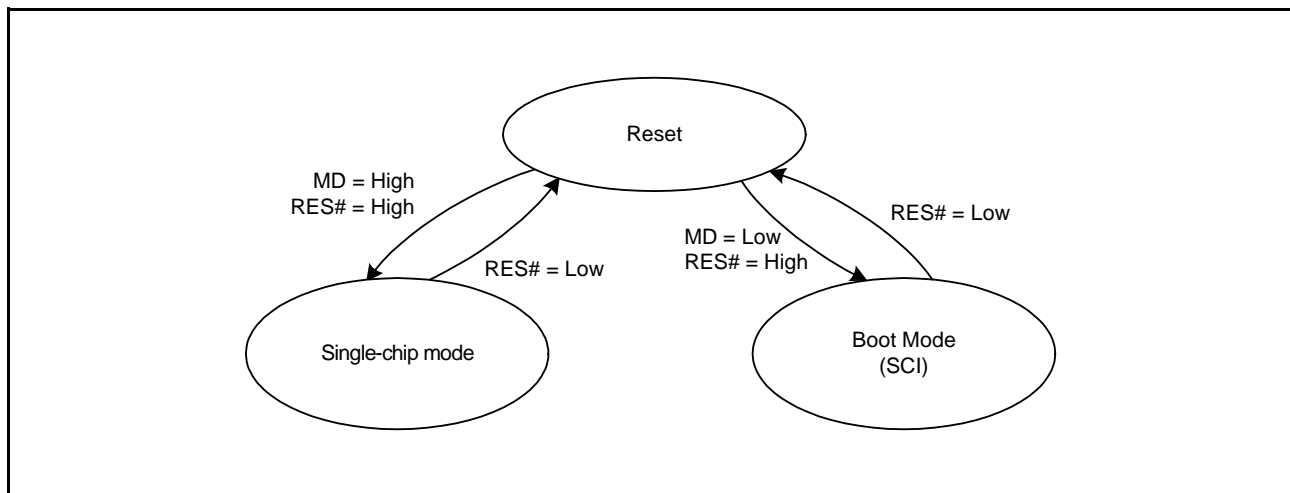 Reset
MD = High
RES# = High
RES# = Low
MD = Low
RES# = High
RES# = Low
Single-chip mode
Boot Mode
(SCI)